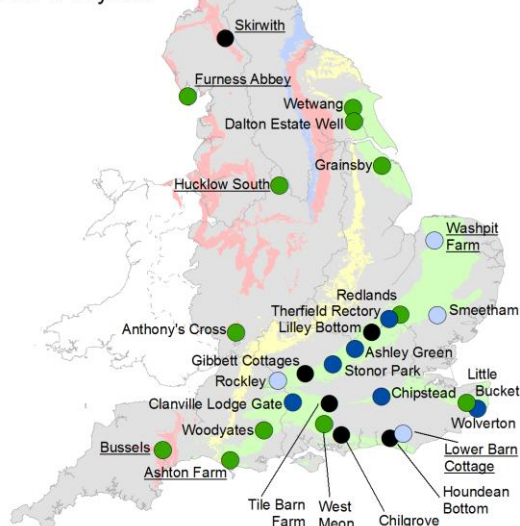 Skirwith
Furness Abbey
Wetwang
Dalton Estate Well
Grainsby
Hucklow South
Washpit
Farm
Redlands
Therfield Rectory
Smeetham
Lilley Bottom
Anthony's Cross
Ashley Green
Gibbett Cottages
Stonor Park
Rockley
Little
Bucket
Chipstead
Clanville Lodge Gate
Wolverton
Woodyates
Bussels
Lower Barn
Cottage
Ashton Farm
Houndean
Bottom
Tile Barn
Farm
West
Meon
Chilgrove